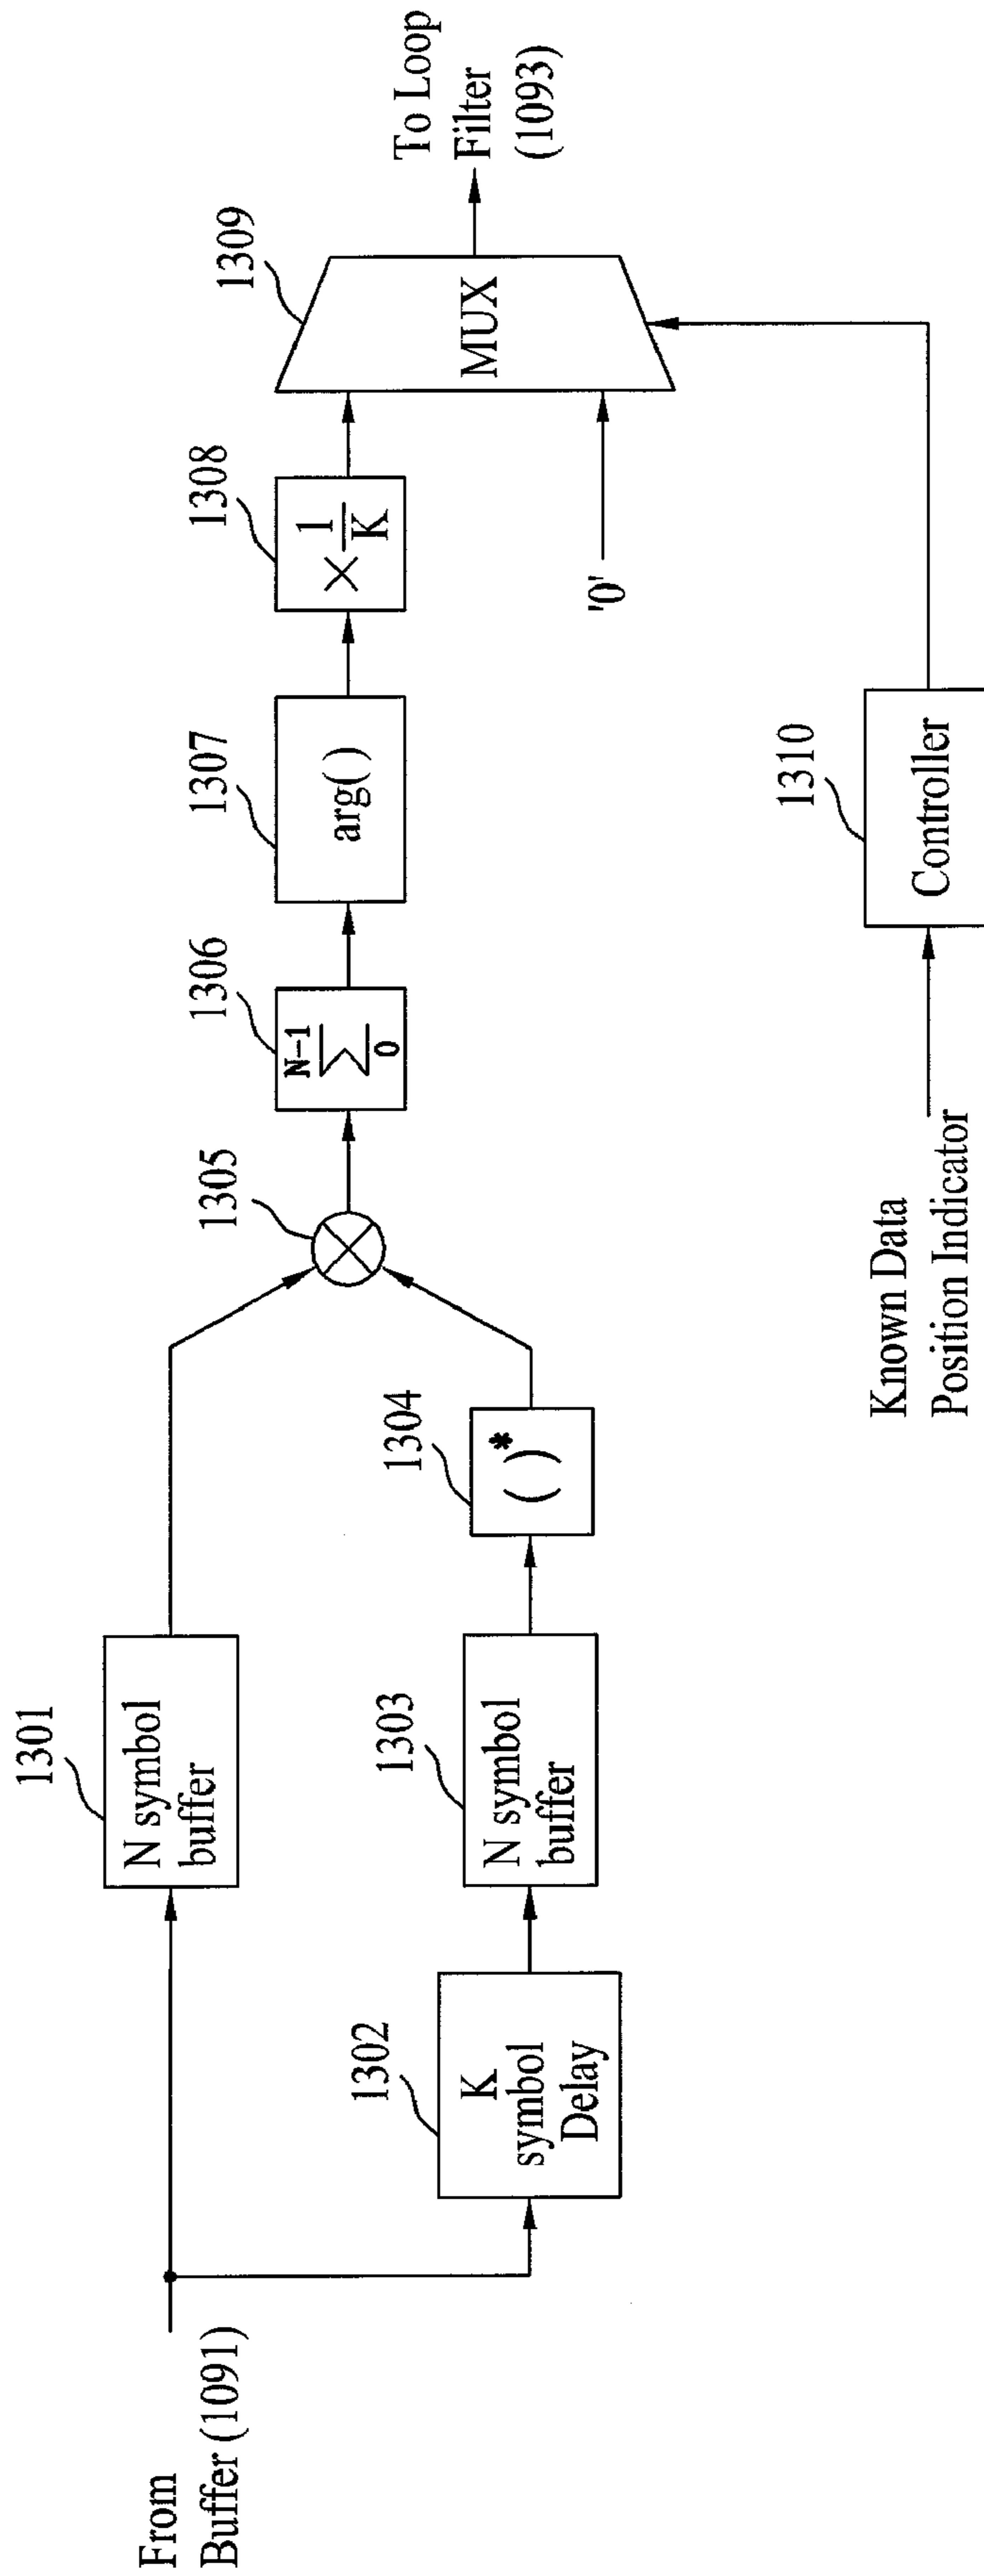 From
Buffer (1091)
1301
N symbol
buffer
1302
K
symbol
Delay
1303
N symbol
buffer
1304
( )*
1305
1306
N-1
∑
0
1307
arg( )
1308
× 1/K
'0'
1309
MUX
To Loop
Filter
(1093)
Known Data
Position Indicator
1310
Controller